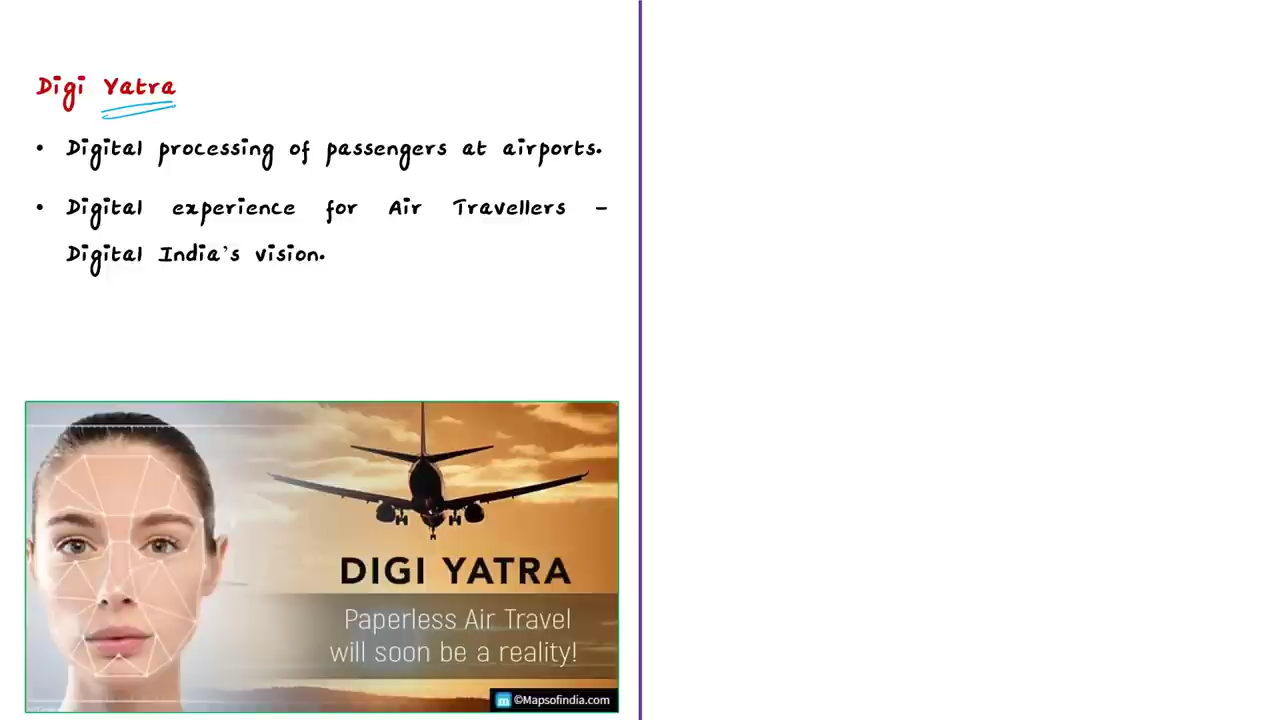 Digi Yatra
• Digital processing of passengers at airports.
• Digital experience for Air Travellers –
Digital India's vision.
DIGI YATRA
Paperless Air Travel
will soon be a reality!
m ©Mapsofindia.com